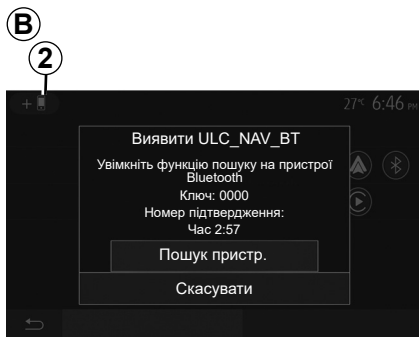 B
2
27°C 6:46 PM
Виявити ULC_NAV_BT
Увімкніть функцію пошуку на пристрої
Bluetooth
Ключ: 0000
Номер підтвердження:
Час 2:57
Пошук пристр.
Скасувати